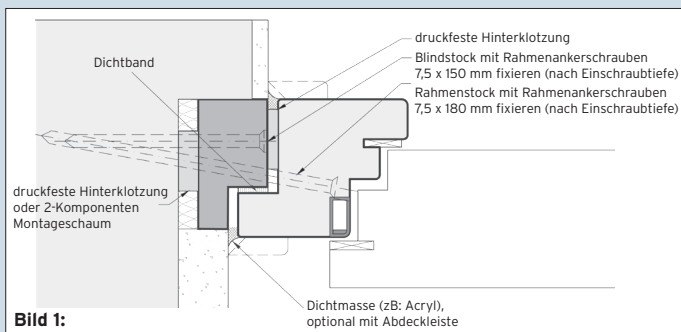 druckfeste Hinterklotzung
Blindstock mit Rahmenankerschrauben
7,5 x 150 mm fixieren (nach Einschraubtiefe)
Rahmenstock mit Rahmenankerschrauben
7,5 x 180 mm fixieren (nach Einschraubtiefe)
Dichtband
druckfeste Hinterklotzung
oder 2-Komponenten
Montageschaum
Dichtmasse (zB: Acryl),
optional mit Abdeckleiste
Bild 1: